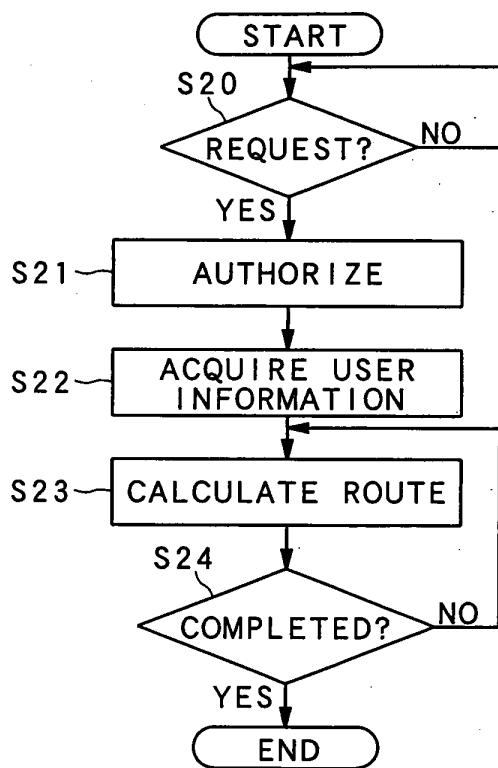 START
S20
REQUEST?
NO
YES
S21
AUTHORIZE
S22
ACQUIRE USER
INFORMATION
S23
CALCULATE ROUTE
S24
COMPLETED?
NO
YES
END